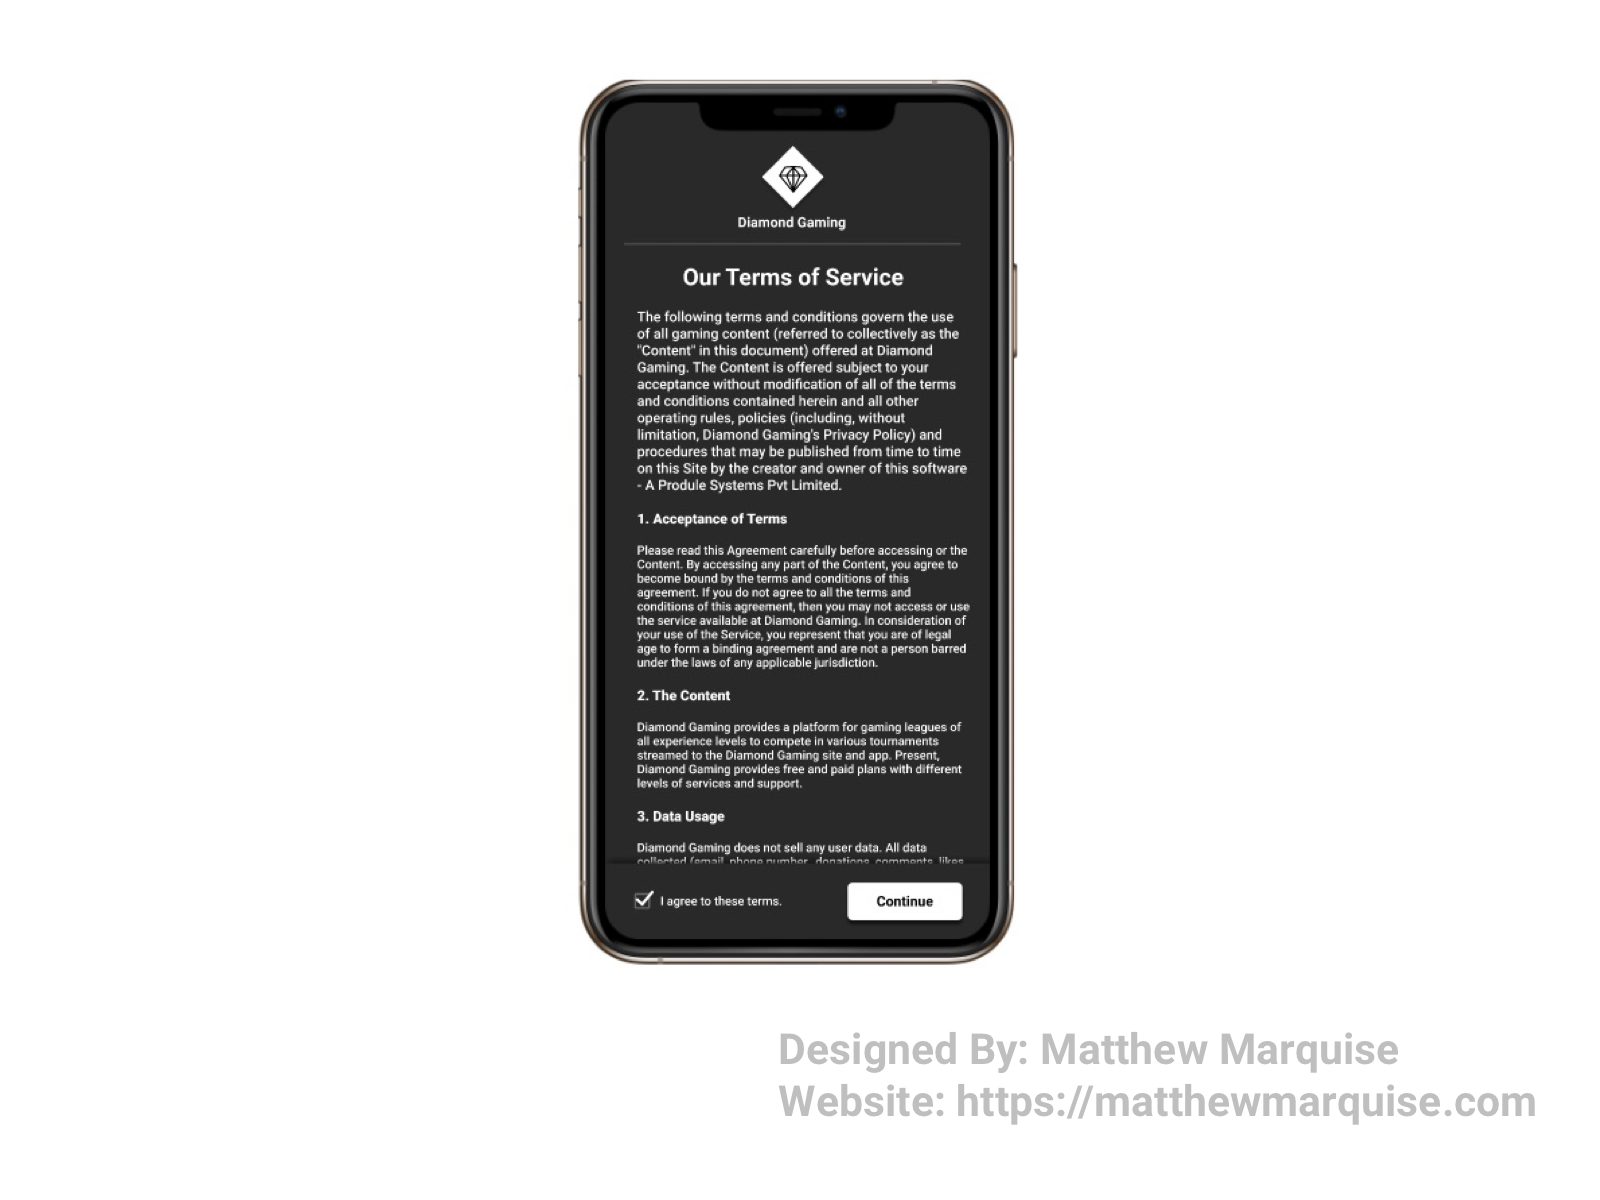 Diamond Gaming
Our Terms of Service
The following terms and conditions govern the use
of all gaming content (referred to collectively as the
"Content" in this document) offered at Diamond
Gaming. The Content is offered subject to your
acceptance without modification of all of the terms
and conditions contained herein and all other
operating rules, policies (including, without
limitation, Diamond Gaming's Privacy Policy) and
procedures that may be published from time to time
on this Site by the creator and owner of this software
- A Produle Systems Pvt Limited.
1. Acceptance of Terms
Please read this Agreement carefully before accessing or the
Content. By accessing any part of the Content, you agree to
become bound by the terms and conditions of this
agreement. If you do not agree to all the terms and
conditions of this agreement, then you may not access or use
the service available at Diamond Gaming. In consideration of
your use of the Service, you represent that you are of legal
age to form a binding agreement and are not a person barred
under the laws of any applicable jurisdiction.
2. The Content
Diamond Gaming provides a platform for gaming leagues of
all experience levels to compete in various tournaments
streamed to the Diamond Gaming site and app. Present,
Diamond Gaming provides free and paid plans with different
levels of services and support.
3. Data Usage
Diamond Gaming does not sell any user data. All data
collected (email, phone number, donations, comments, likes
I agree to these terms.
Continue
Designed By: Matthew Marquise
Website: https://matthewmarquise.com